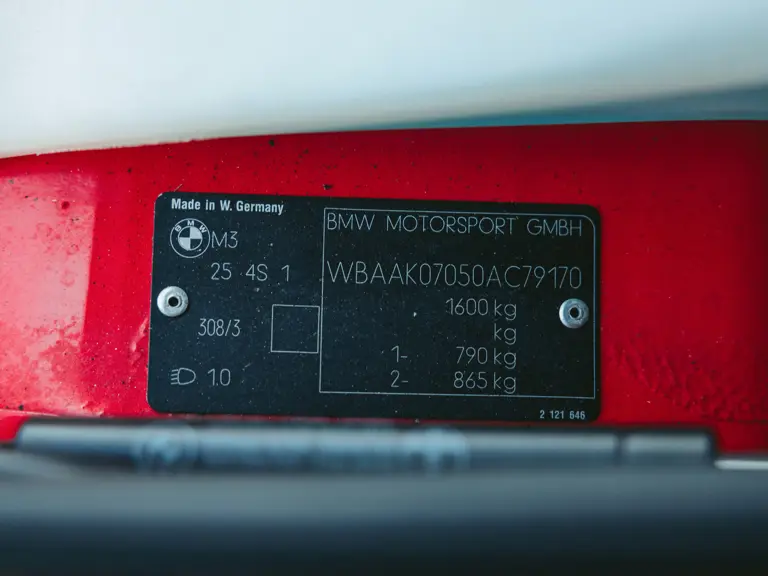 Made in W. Germany
BMW
M3
25 4S 1
308/3
1.0
BMW MOTORSPORT GMBH
WBAAK07050AC79170
1600 kg
kg
1- 790 kg
2- 865 kg
2 121 646